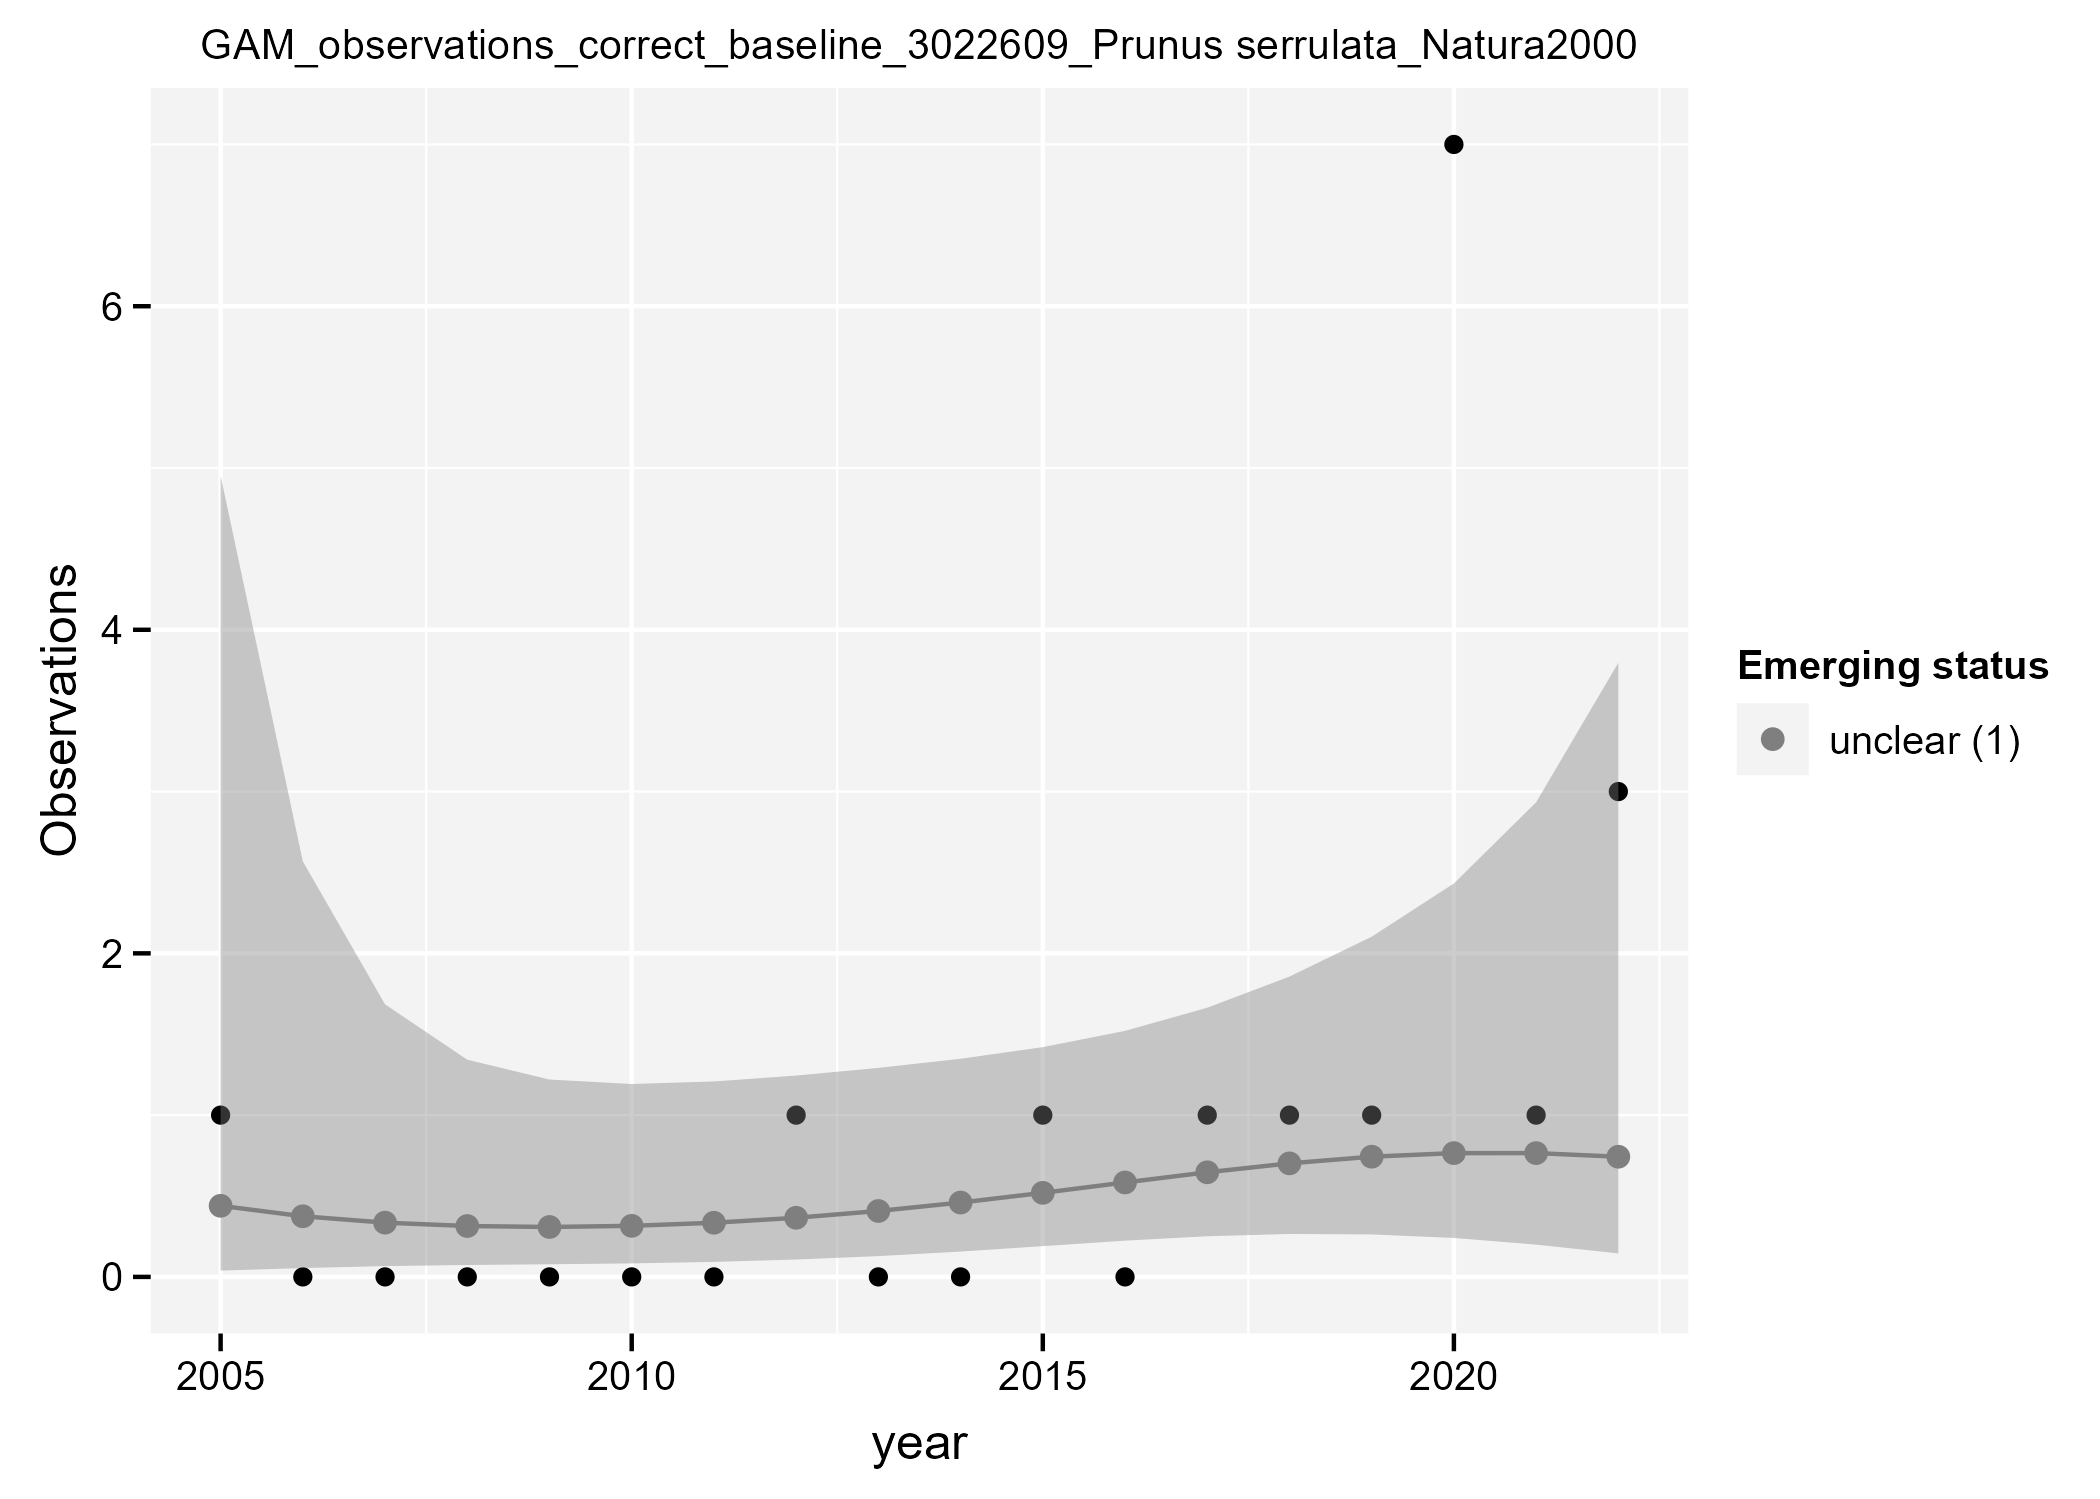 GAM_observations_correct_baseline_3022609_Prunus serrulata_Natura2000
Observations
6
4
2
0
2005
2010
2015
2020
year
Emerging status
unclear (1)